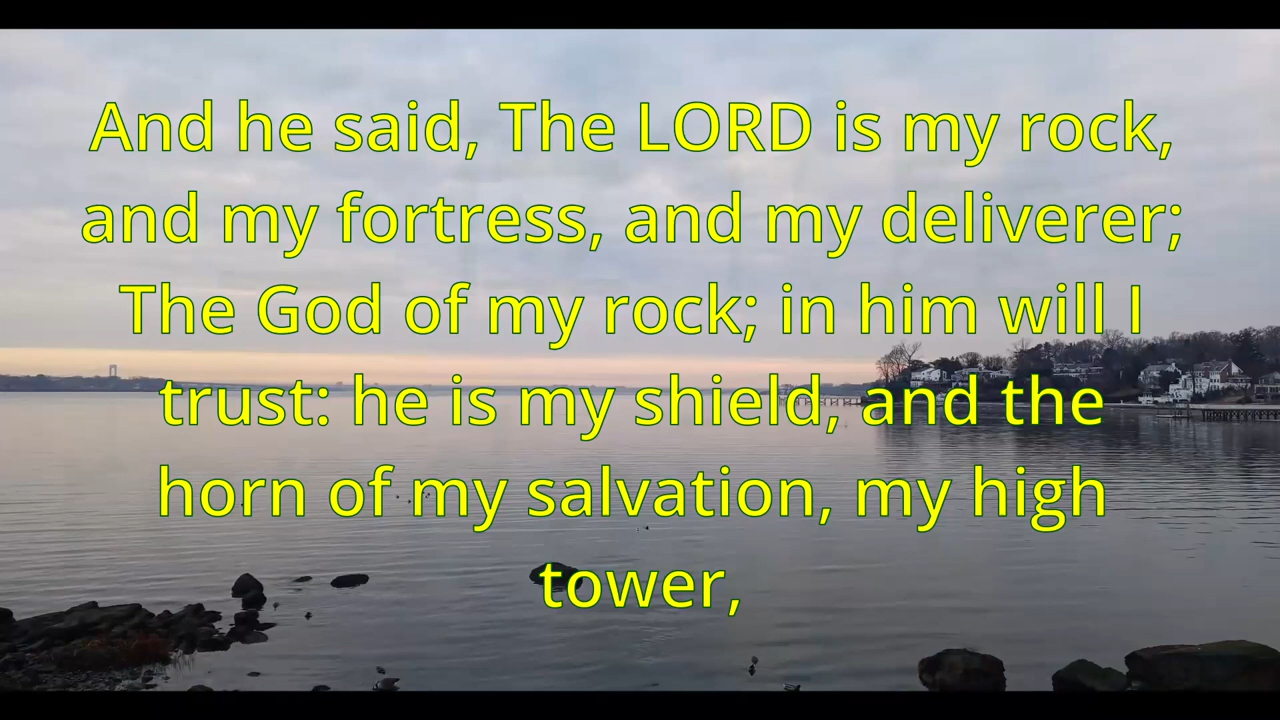 And he said, The LORD is my rock,
and my fortress, and my deliverer;
The God of my rock; in him will I
trust: he is my shield, and the
horn of my salvation, my high
tower,